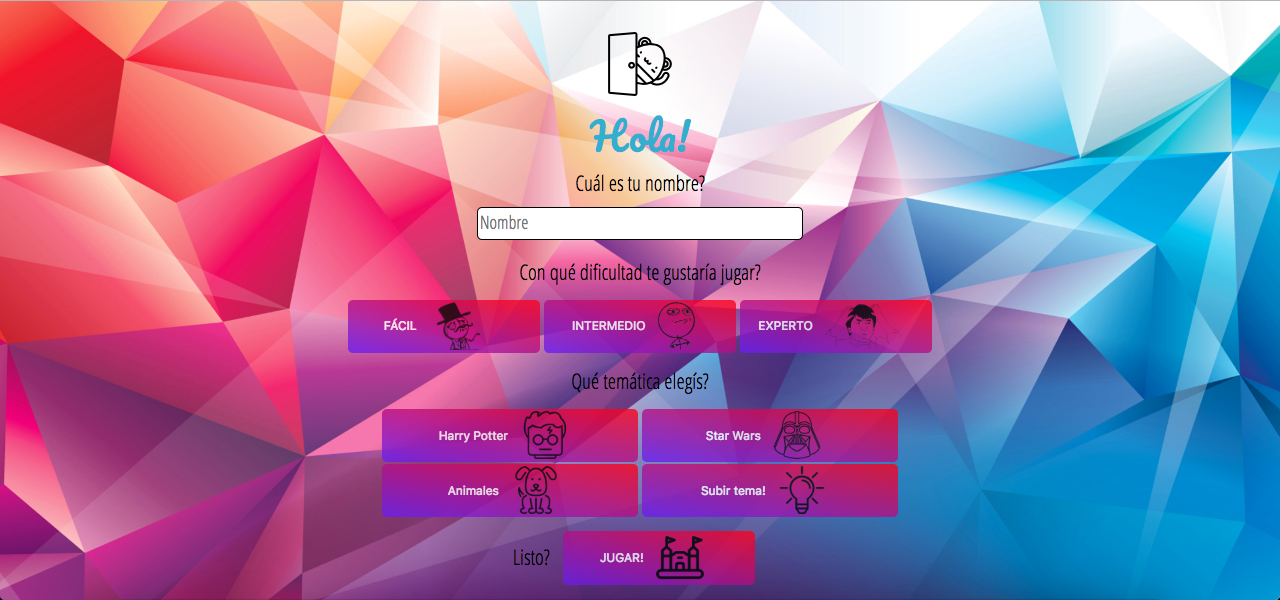 Hola!
Cuál es tu nombre?
Nombre
Con qué dificultad te gustaría jugar?
FÁCIL INTERMEDIO EXPERTO
Qué temática elegís?
Harry Potter Star Wars
Animales Subir tema!
Listo? JUGAR!